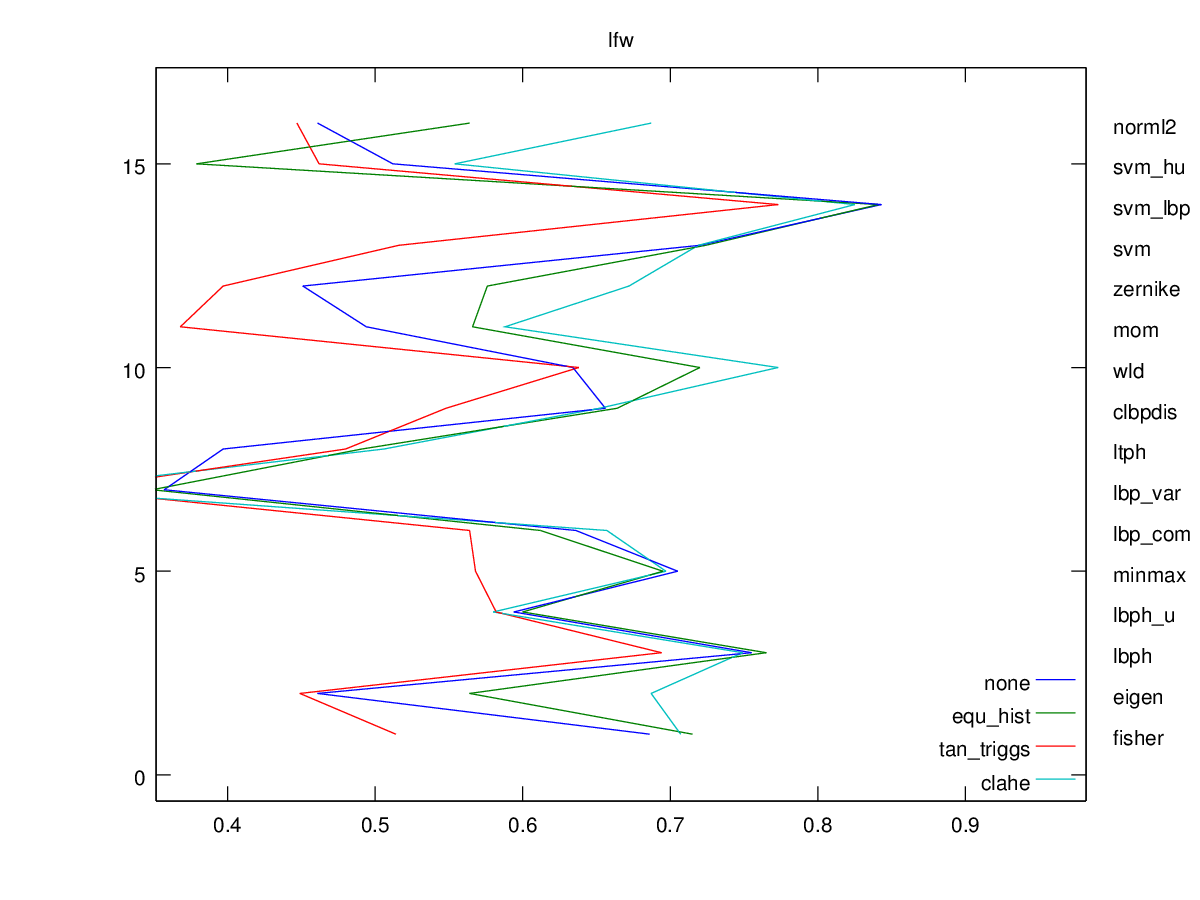 lfw
norml2
15
svm_hu
svm_lbp
svm
zernike
mom
10
wld
clbpdis
ltph
lbp_var
lbp_com
5
minmax
lbph_u
lbph
none
eigen
equ_hist
fisher
tan_triggs
0
clahe
0.4 0.5 0.6 0.7 0.8 0.9